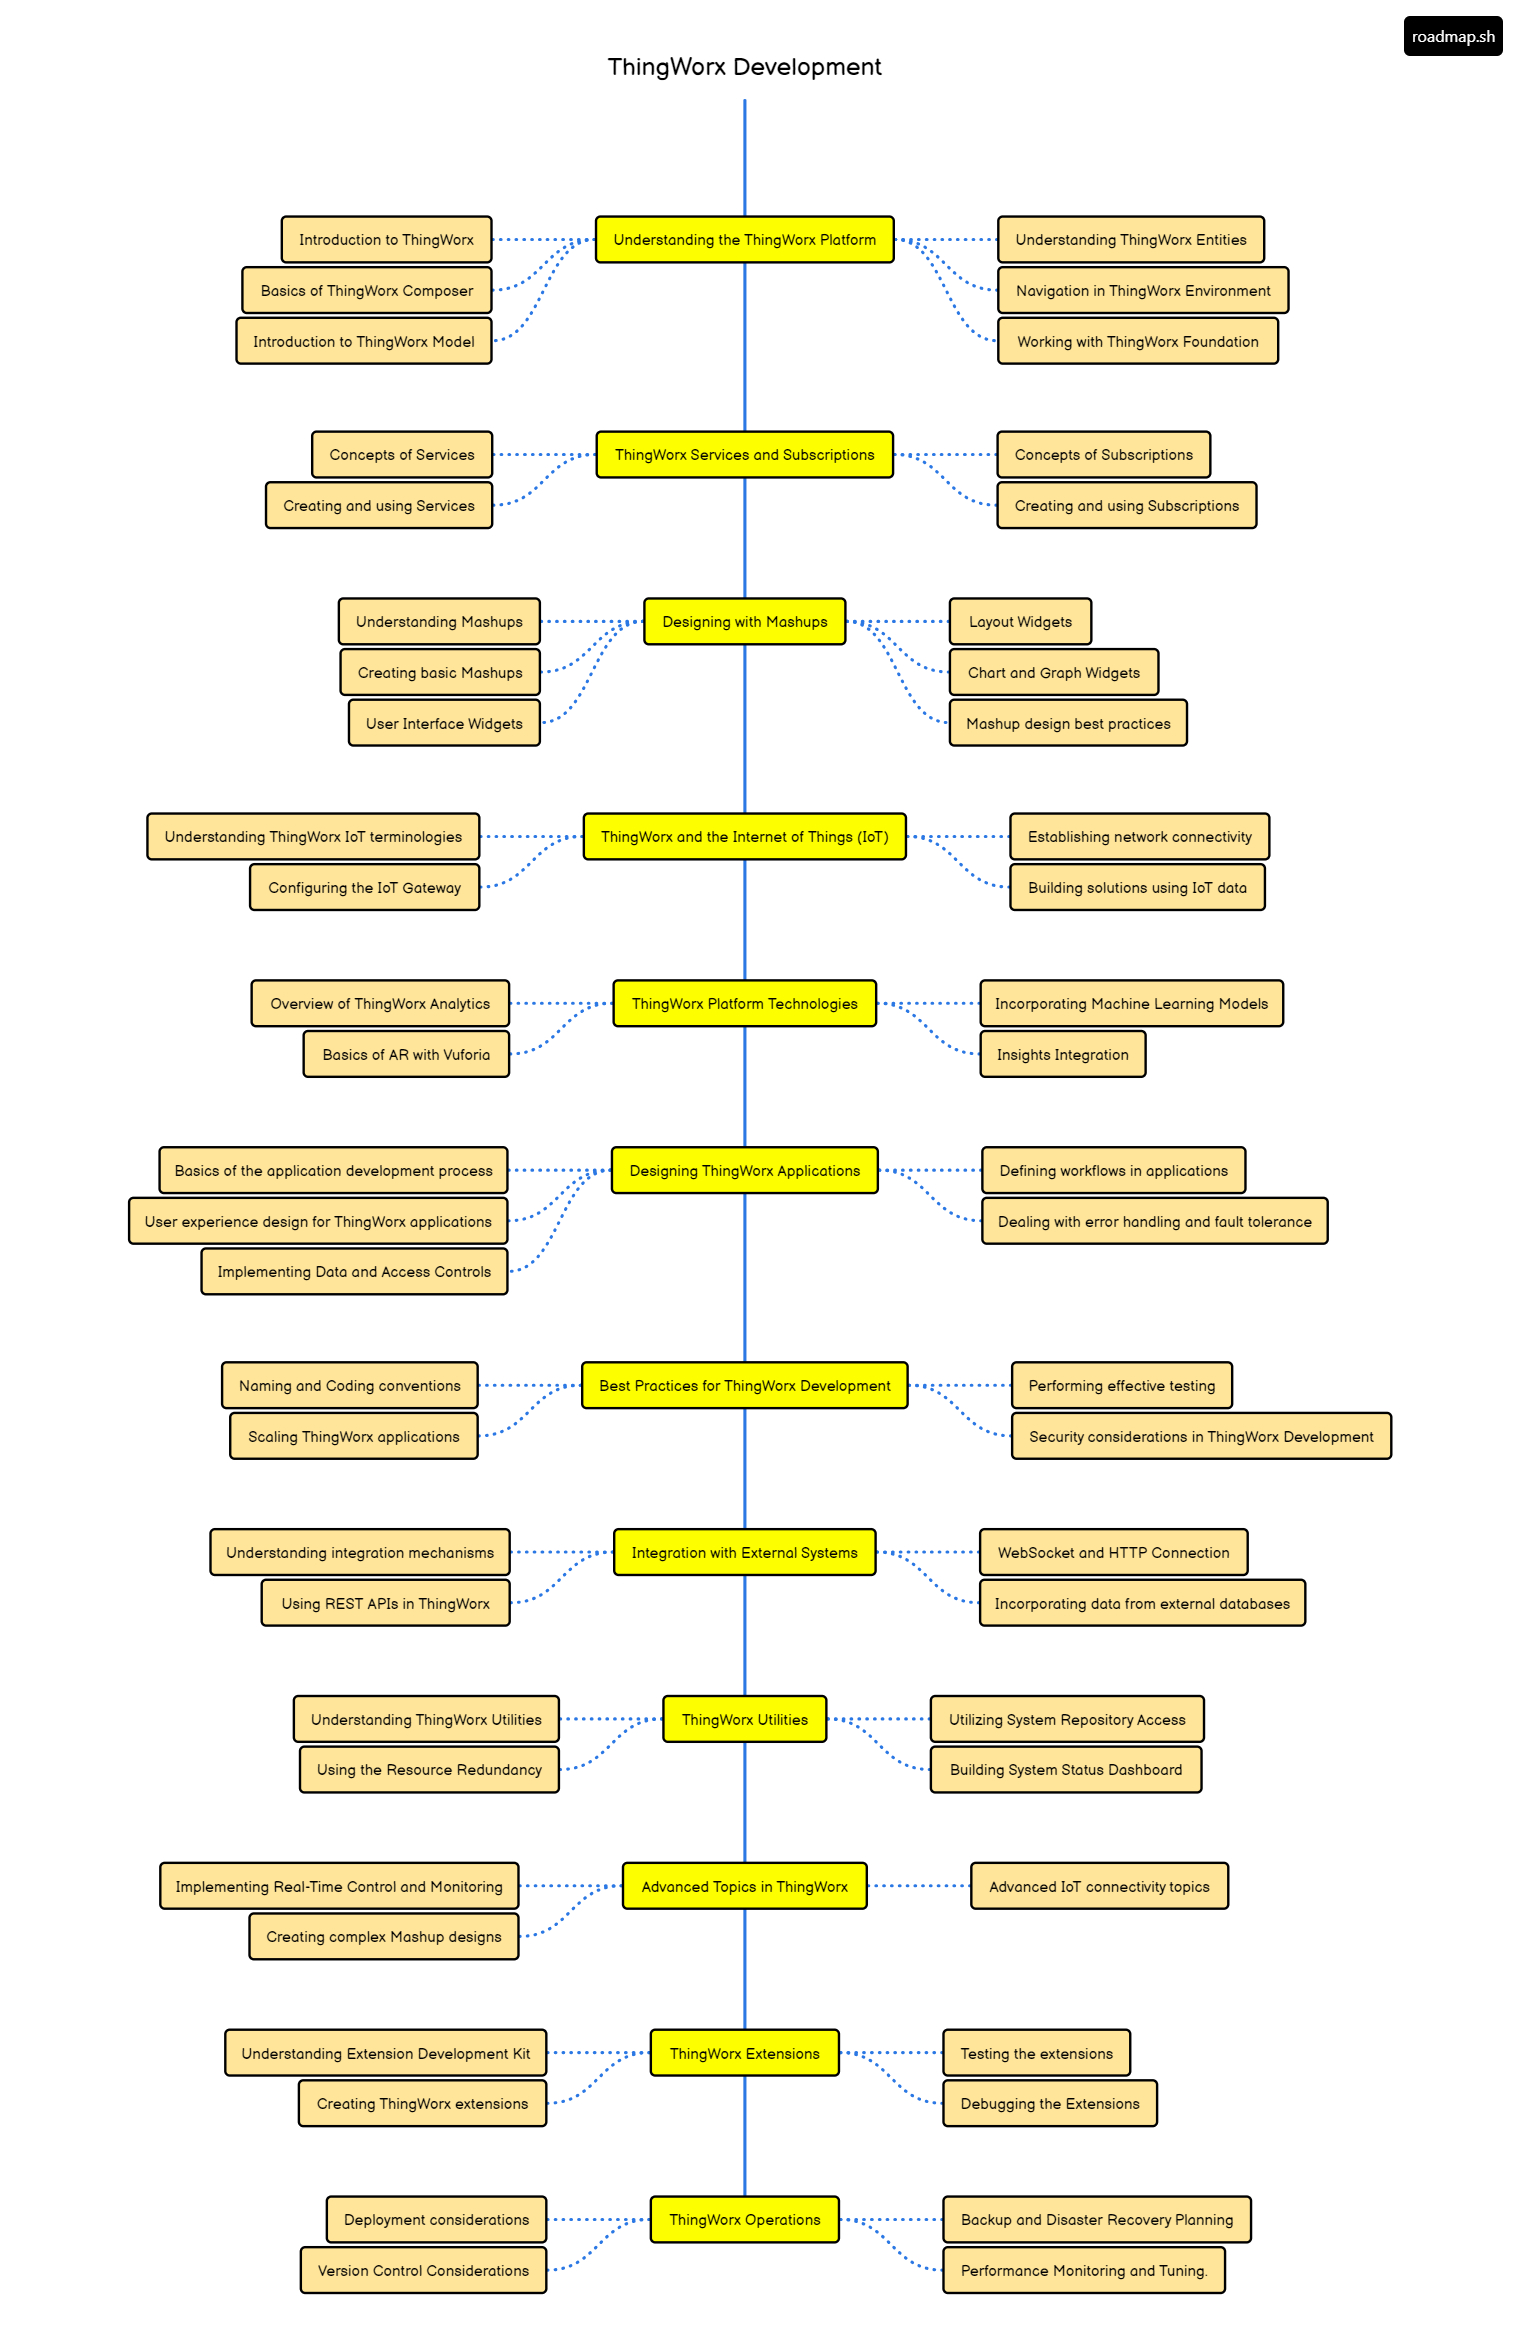 roadmap.sh
ThingWorx Development
Introduction to ThingWorx
Understanding the ThingWorx Platform
Understanding ThingWorx Entities
Basics of ThingWorx Composer
Navigation in ThingWorx Environment
Introduction to ThingWorx Model
Working with ThingWorx Foundation
Concepts of Services
ThingWorx Services and Subscriptions
Concepts of Subscriptions
Creating and using Services
Creating and using Subscriptions
Understanding Mashups
Designing with Mashups
Layout Widgets
Creating basic Mashups
Chart and Graph Widgets
User Interface Widgets
Mashup design best practices
Understanding ThingWorx IoT terminologies
ThingWorx and the Internet of Things (IoT)
Establishing network connectivity
Configuring the IoT Gateway
Building solutions using IoT data
Overview of ThingWorx Analytics
ThingWorx Platform Technologies
Incorporating Machine Learning Models
Basics of AR with Vuforia
Insights Integration
Basics of the application development process
Designing ThingWorx Applications
Defining workflows in applications
User experience design for ThingWorx applications
Dealing with error handling and fault tolerance
Implementing Data and Access Controls
Naming and Coding conventions
Best Practices for ThingWorx Development
Performing effective testing
Scaling ThingWorx applications
Security considerations in ThingWorx Development
Understanding integration mechanisms
Integration with External Systems
WebSocket and HTTP Connection
Using REST APIs in ThingWorx
Incorporating data from external databases
Understanding ThingWorx Utilities
ThingWorx Utilities
Utilizing System Repository Access
Using the Resource Redundancy
Building System Status Dashboard
Implementing Real-Time Control and Monitoring
Advanced Topics in ThingWorx
Advanced IoT connectivity topics
Creating complex Mashup designs
Understanding Extension Development Kit
ThingWorx Extensions
Testing the extensions
Creating ThingWorx extensions
Debugging the Extensions
Deployment considerations
ThingWorx Operations
Backup and Disaster Recovery Planning
Version Control Considerations
Performance Monitoring and Tuning.